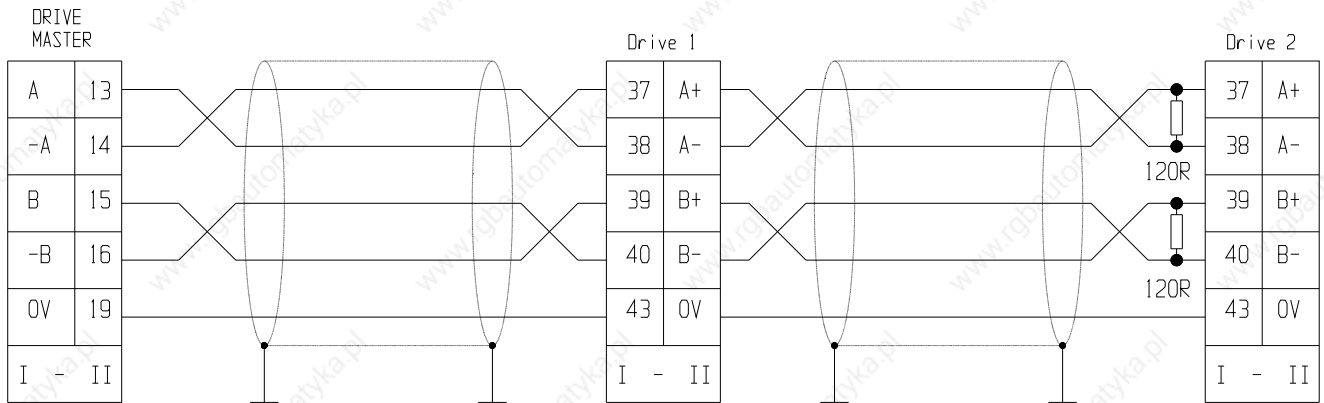 DRIVE
MASTER
A 13
-A 14
B 15
-B 16
0V 19
I - II
Drive 1
37 A+
38 A-
39 B+
40 B-
43 0V
I - II
120R
120R
Drive 2
37 A+
38 A-
39 B+
40 B-
43 0V
I - II
www.rgbautomatyka.pl